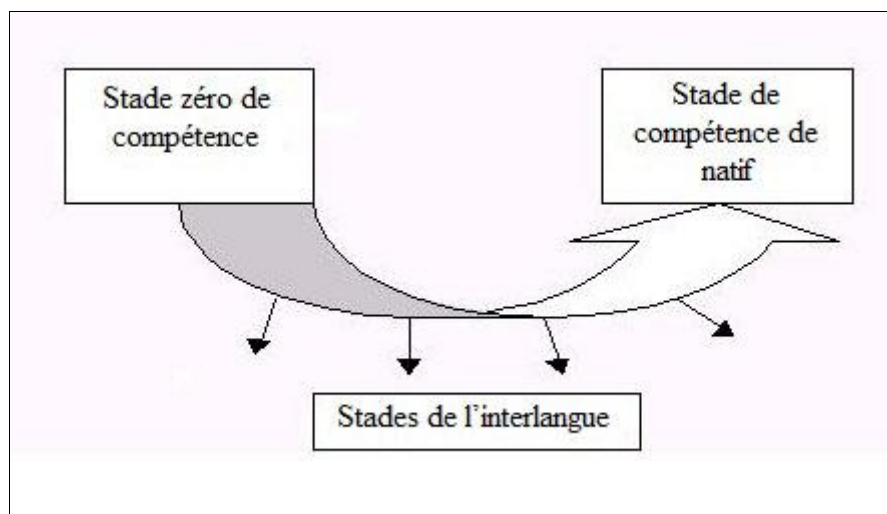 Stade zéro de
compétence
Stade de
compétence de
natif
Stades de l'interlangue